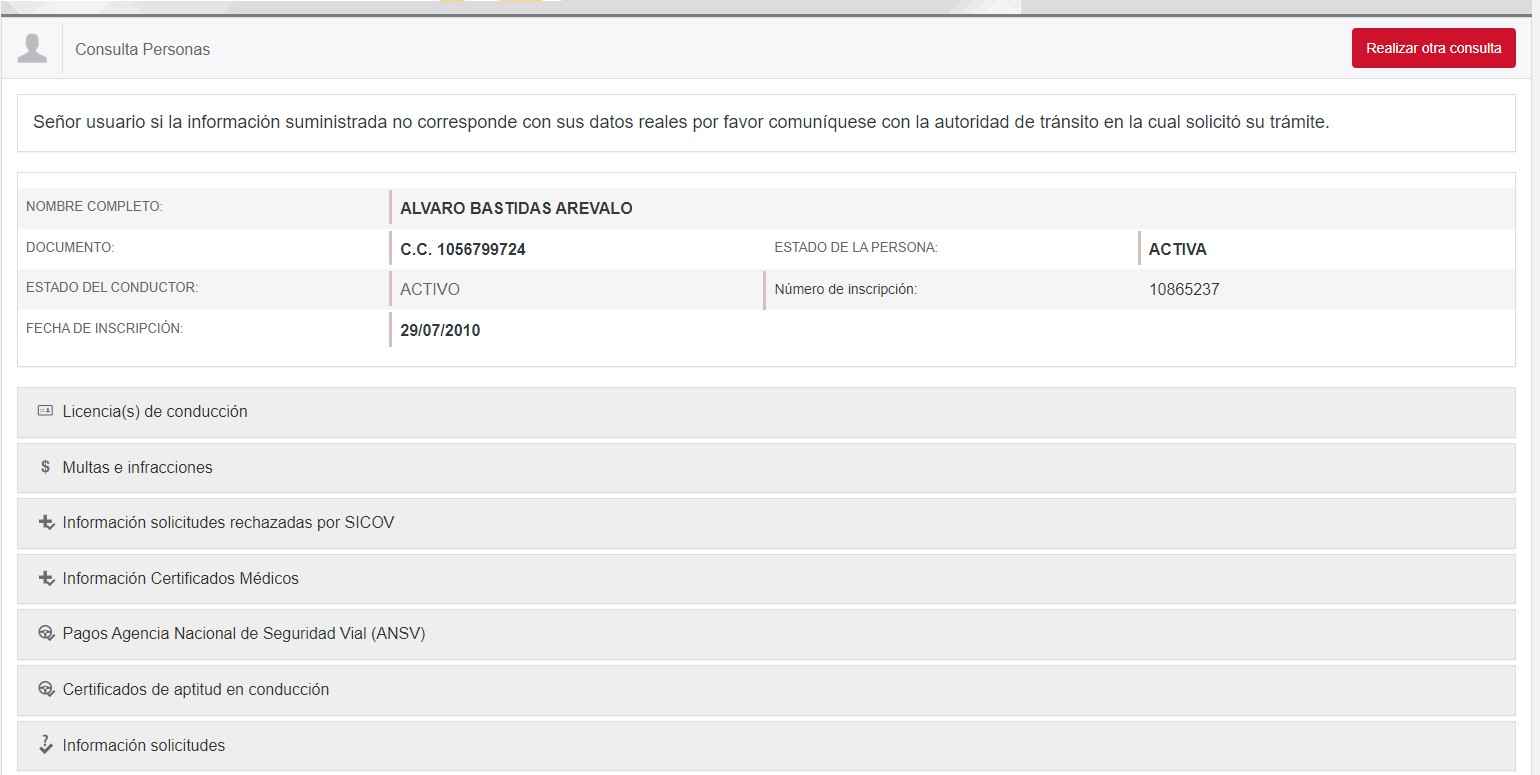 Consulta Personas
Realizar otra consulta
Señor usuario si la información suministrada no corresponde con sus datos reales por favor comuníquese con la autoridad de tránsito en la cual solicitó su trámite.
NOMBRE COMPLETO: ALVARO BASTIDAS AREVALO
DOCUMENTO: C.C. 1056799724 ESTADO DE LA PERSONA: ACTIVA
ESTADO DEL CONDUCTOR: ACTIVO Número de inscripción: 10865237
FECHA DE INSCRIPCIÓN: 29/07/2010
Licencia(s) de conducción
$ Multas e infracciones
Información solicitudes rechazadas por SICOV
Información Certificados Médicos
Pagos Agencia Nacional de Seguridad Vial (ANSV)
Certificados de aptitud en conducción
Información solicitudes